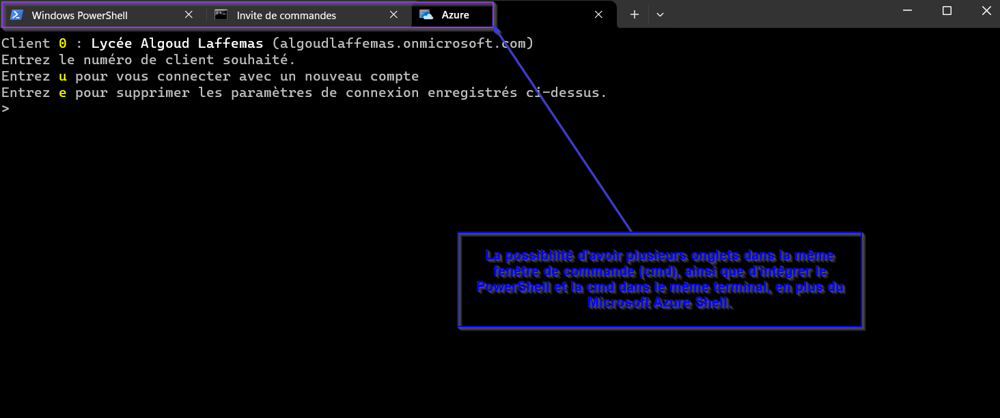 Windows PowerShell Invite de commandes Azure
Client 0 : Lycée Algoud Laffemas (algoudlaffemas.onmicrosoft.com)
Entrez le numéro de client souhaité.
Entrez u pour vous connecter avec un nouveau compte
Entrez e pour supprimer les paramètres de connexion enregistrés ci-dessus.
>
La possibilité d'avoir plusieurs onglets dans la même
fenêtre de commande (cmd), ainsi que d'intégrer le
PowerShell et la cmd dans le même terminal, en plus du
Microsoft Azure Shell.